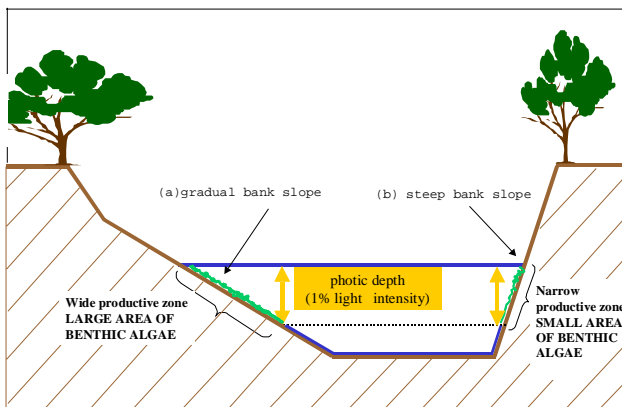 (a)gradual bank slope
(b) steep bank slope
photic depth
(1% light intensity)
Wide productive zone
LARGE AREA OF
BENTHIC ALGAE
Narrow
productive zone
SMALL AREA
OF BENTHIC
ALGAE